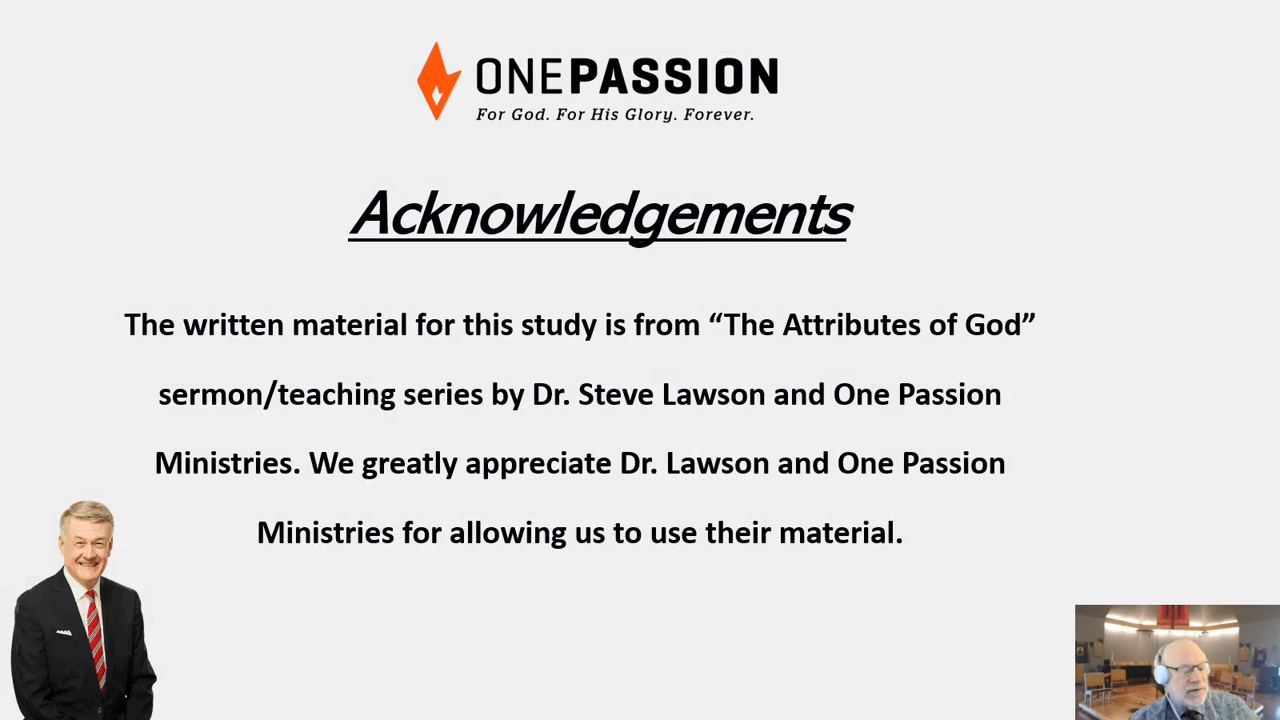 ONEPASSION
For God. For His Glory. Forever.
Acknowledgements
The written material for this study is from “The Attributes of God”
sermon/teaching series by Dr. Steve Lawson and One Passion
Ministries. We greatly appreciate Dr. Lawson and One Passion
Ministries for allowing us to use their material.